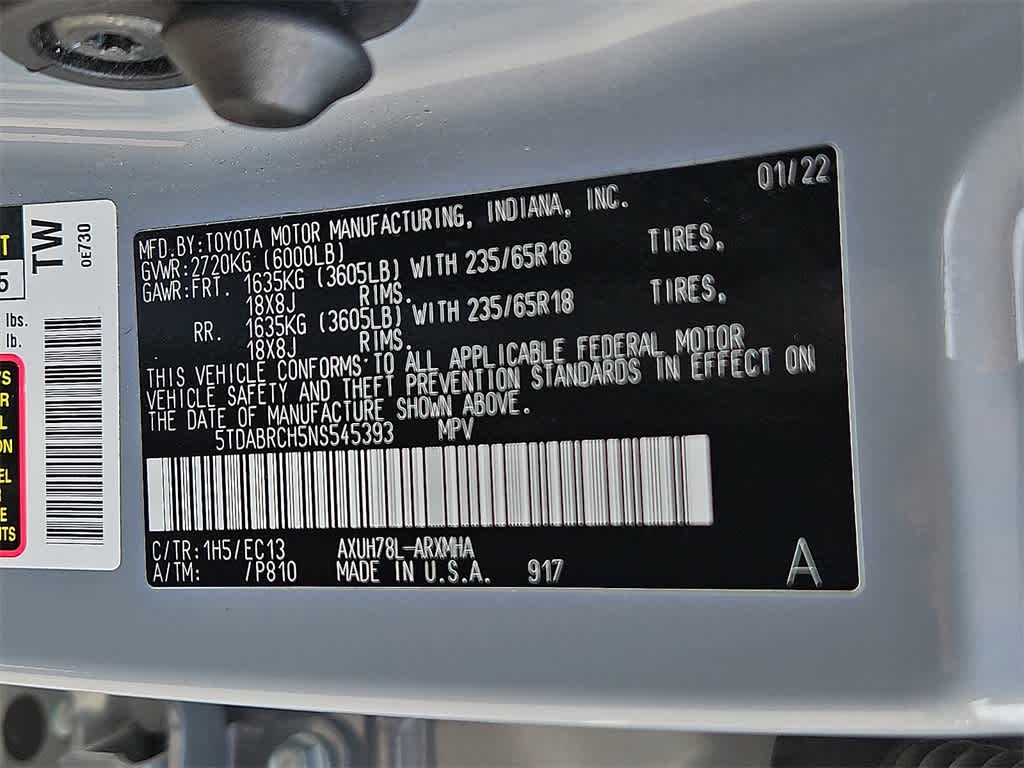 T
5
lbs.
lb.
TW
0E730
01/22
MFD.BY:TOYOTA MOTOR MANUFACTURING, INDIANA, INC.
GVWR:2720KG (6000LB)
GAWR:FRT. 1635KG (3605LB) WITH 235/65R18 TIRES,
18X8J RIMS.
RR. 1635KG (3605LB) WITH 235/65R18 TIRES,
18X8J RIMS.
THIS VEHICLE CONFORMS TO ALL APPLICABLE FEDERAL MOTOR
VEHICLE SAFETY AND THEFT PREVENTION STANDARDS IN EFFECT ON
THE DATE OF MANUFACTURE SHOWN ABOVE.
5TDABRCH5NS545393 MPV
C/TR:1H5/EC13 AXUH78L-ARXMHA
A/TM: /P810 MADE IN U.S.A. 917 A